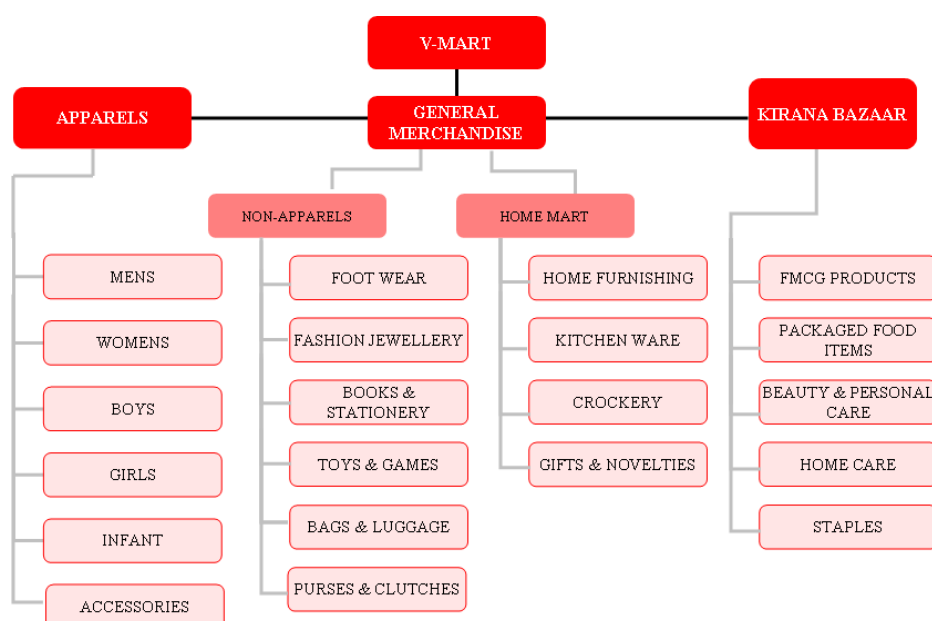 V-MART
APPARELS
GENERAL
MERCHANDISE
KIRANA BAZAAR
NON-APPARELS
HOME MART
MENS
WOMENS
BOYS
GIRLS
INFANT
ACCESSORIES
FOOT WEAR
FASHION JEWELLERY
BOOKS &
STATIONERY
TOYS & GAMES
BAGS & LUGGAGE
PURSES & CLUTCHES
HOME FURNISHING
KITCHEN WARE
CROCKERY
GIFTS & NOVELTIES
FMCG PRODUCTS
PACKAGED FOOD
ITEMS
BEAUTY & PERSONAL
CARE
HOME CARE
STAPLES